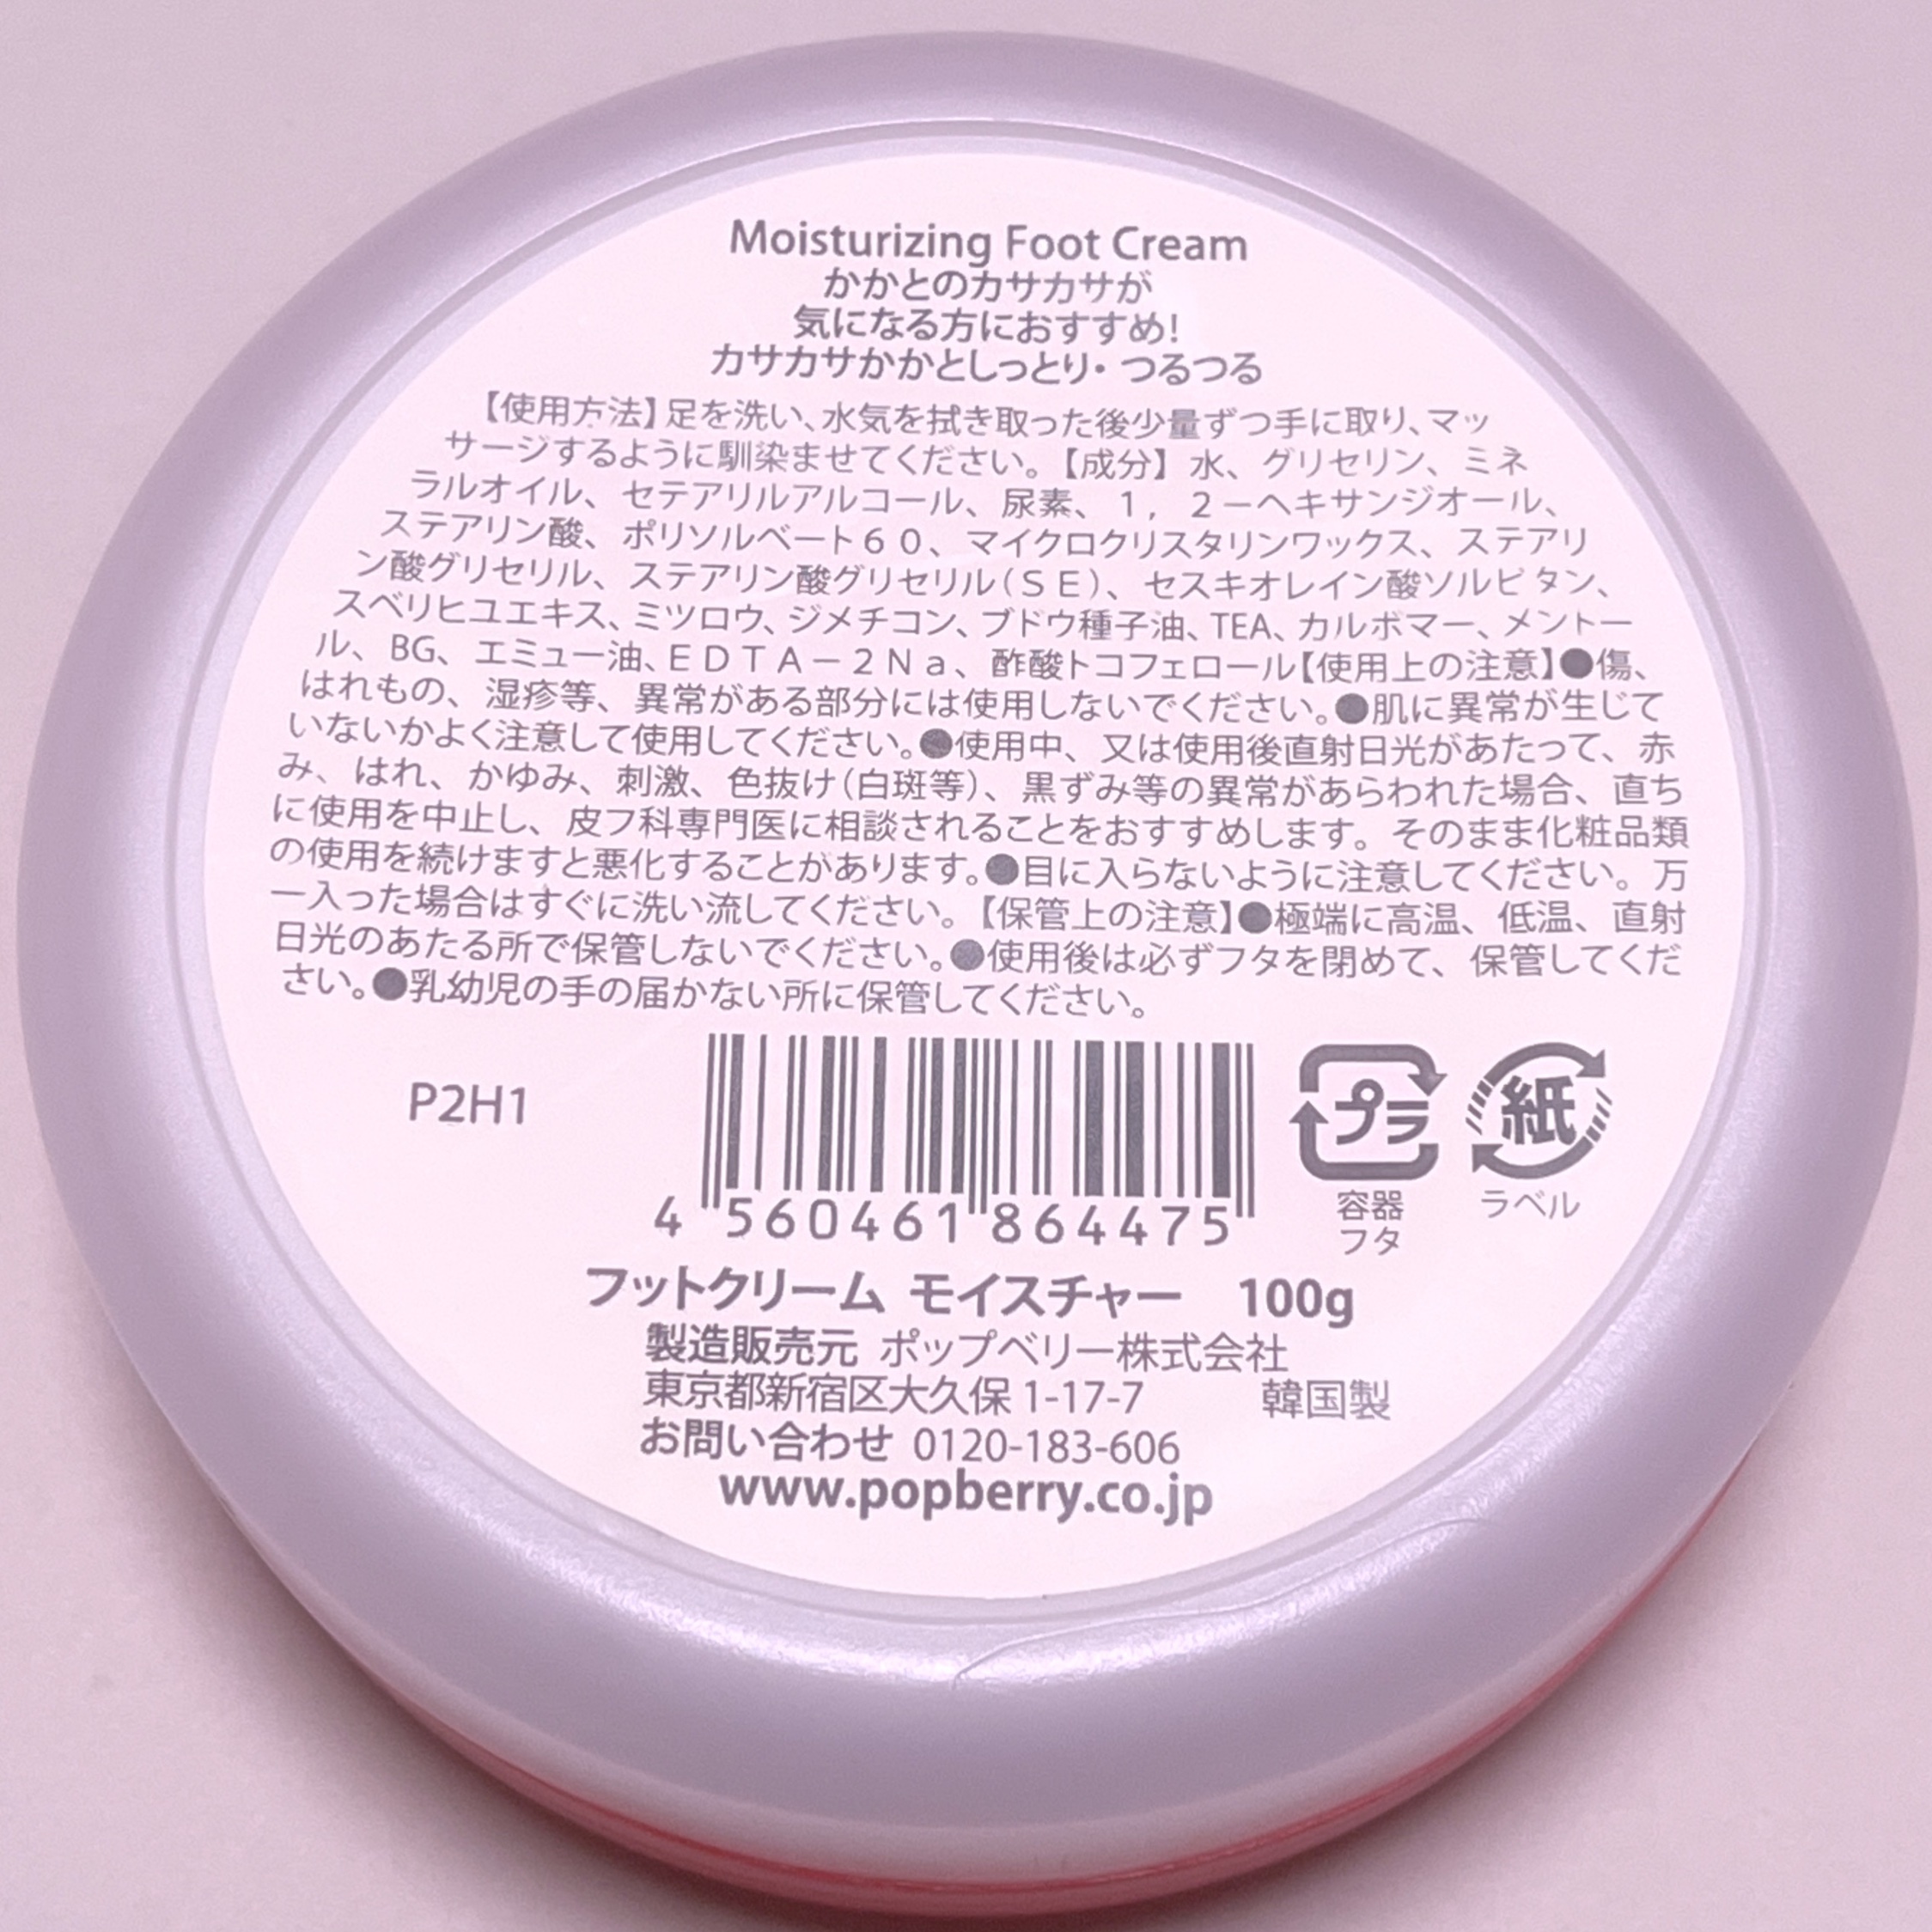 Moisturizing Foot Cream
かかとのカサカサが
気になる方におすすめ!
カサカサかかとしっとり・つるつる
【使用方法】足を洗い、水気を拭き取った後少量ずつ手に取り、マッ
サージするように馴染ませてください。【成分】水、グリセリン、ミネ
ラルオイル、セテアリルアルコール、尿素、１，２－ヘキサンジオール、
ステアリン酸、ポリソルベート６０、マイクロクリスタリンワックス、ステアリ
ン酸グリセリル、ステアリン酸グリセリル（ＳＥ）、セスキオレイン酸ソルビタン、
スベリヒユエキス、ミツロウ、ジメチコン、ブドウ種子油、TEA、カルボマー、メントー
ル、BG、エミュー油、ＥＤＴＡ－２Ｎａ、酢酸トコフェロール【使用上の注意】●傷、
はれもの、湿疹等、異常がある部分には使用しないでください。●肌に異常が生じて
いないかよく注意して使用してください。●使用中、又は使用後直射日光があたって、赤
み、はれ、かゆみ、刺激、色抜け（白斑等）、黒ずみ等の異常があらわれた場合、直ち
に使用を中止し、皮フ科専門医に相談されることをおすすめします。そのまま化粧品類
の使用を続けますと悪化することがあります。●目に入らないように注意してください。万
一入った場合はすぐに洗い流してください。【保管上の注意】●極端に高温、低温、直射
日光のあたる所で保管しないでください。●使用後は必ずフタを閉めて、保管してくだ
さい。●乳幼児の手の届かない所に保管してください。
P2H1
プラ
紙
容器
フタ
ラベル
4 560461 864475
フットクリーム モイスチャー 100g
製造販売元 ポップベリー株式会社
東京都新宿区大久保 1-17-7 韓国製
お問い合わせ 0120-183-606
www.popberry.co.jp